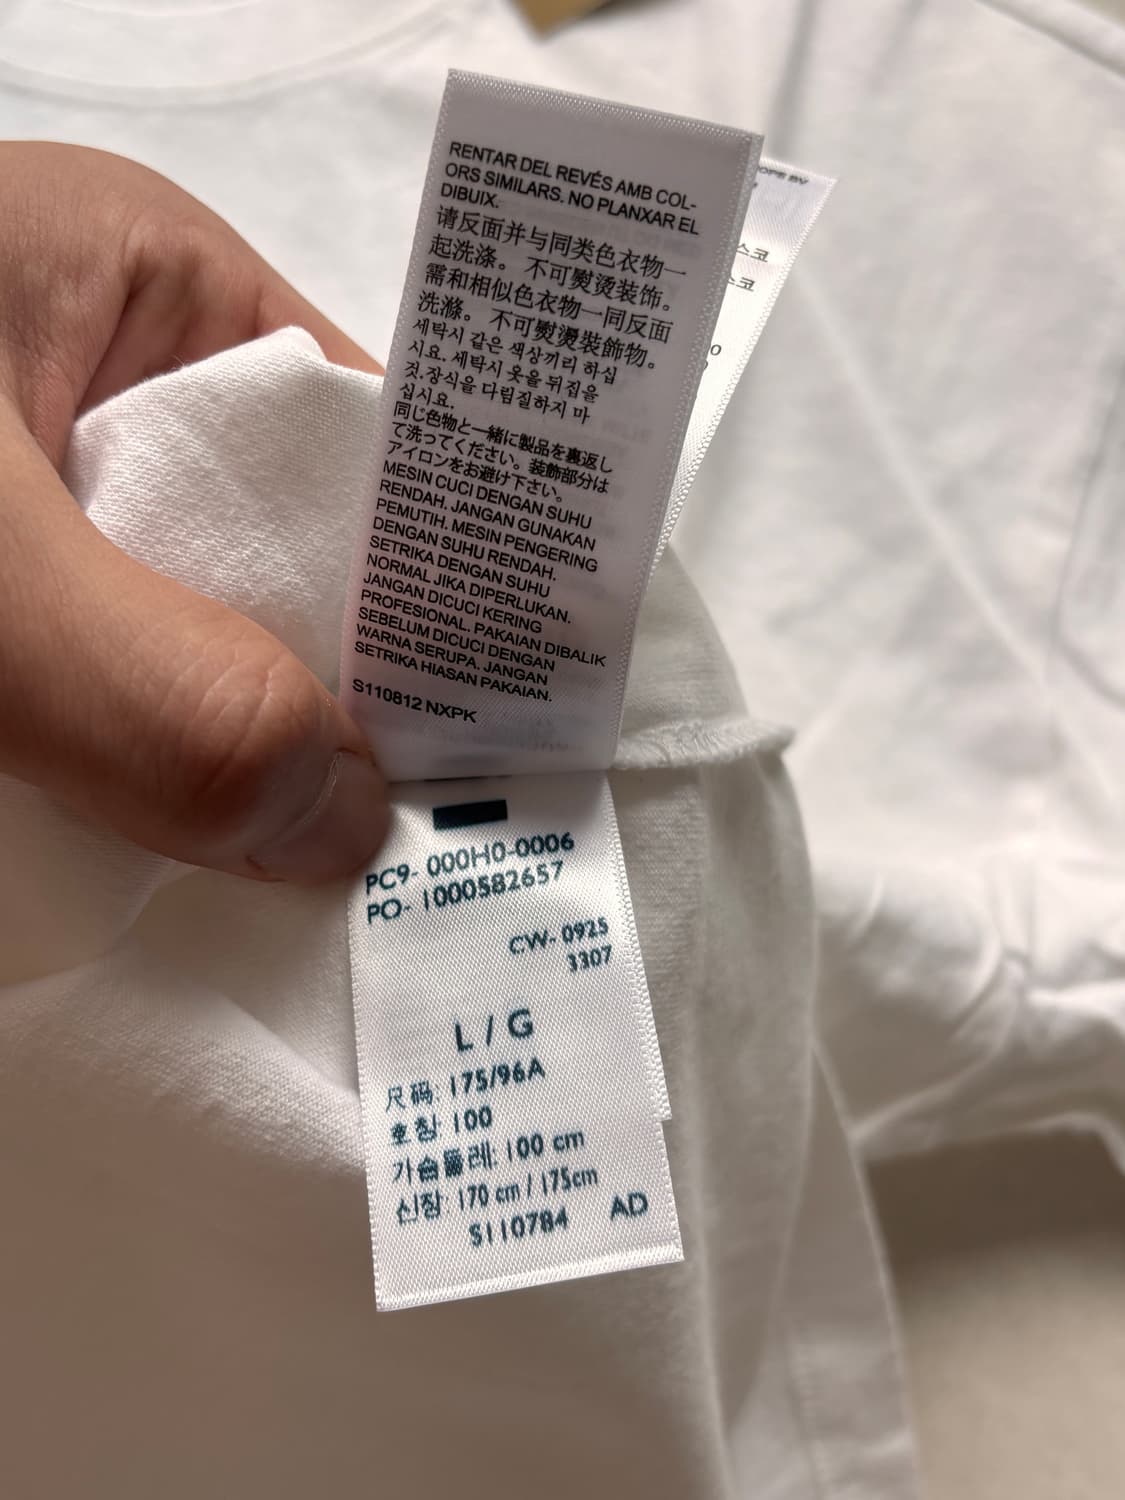 RENTAR DEL REVÉS AMB COL-
ORS SIMILARS. NO PLANXAR EL
DIBUIX.
请反面并与同类色衣物一
起洗涤。不可熨烫装饰。
需和相似色衣物一同反面
洗滌。不可熨燙裝飾物。
세탁시 같은 색상끼리 하십
시요. 세탁시 옷을 뒤집을
것.장식을 다림질하지 마
십시요.
同じ色物と一緒に製品を裏返し
て洗ってください。装飾部分は
アイロンをお避け下さい。
MESIN CUCI DENGAN SUHU
RENDAH. JANGAN GUNAKAN
PEMUTIH. MESIN PENGERING
DENGAN SUHU RENDAH.
SETRIKA DENGAN SUHU
NORMAL JIKA DIPERLUKAN.
JANGAN DICUCI KERING
PROFESIONAL. PAKAIAN DIBALIK
SEBELUM DICUCI DENGAN
WARNA SERUPA. JANGAN
SETRIKA HIASAN PAKAIAN.
S110812 NXPK
BY
스코
스코
PC9- 000H0-0006
PO- 1000582657
CW- 0925
3307
L / G
尺码: 175/96A
호칭: 100
가슴둘레: 100 cm
신장: 170 cm / 175cm
S110784 AD